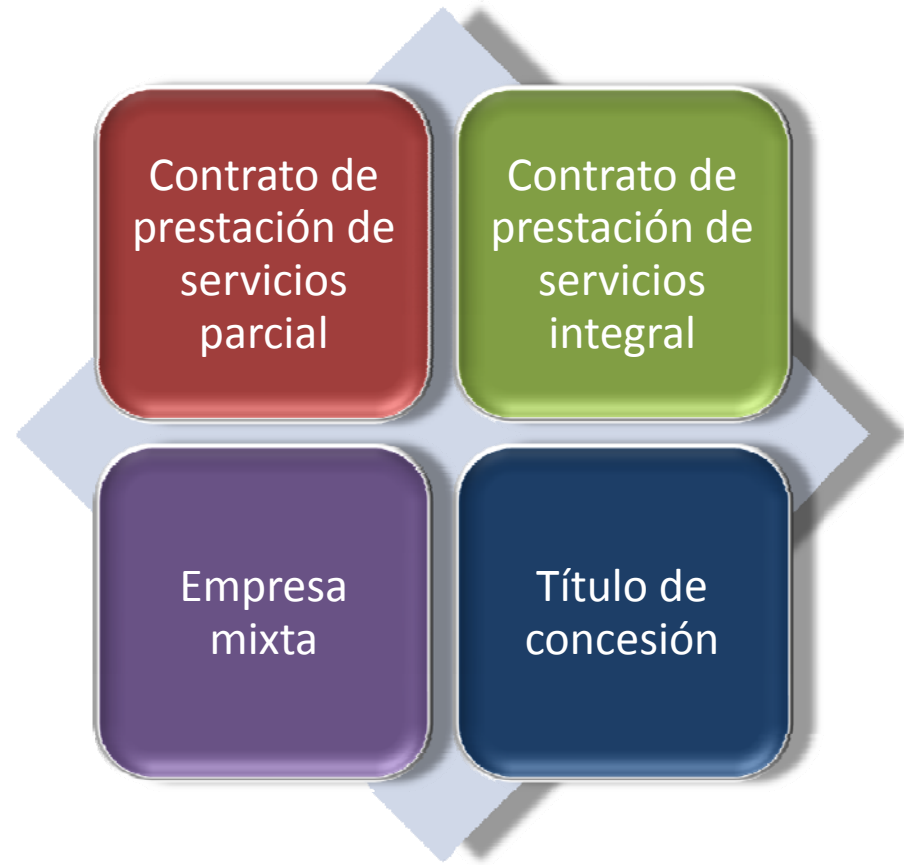 Contrato de
prestación de
servicios
parcial
Contrato de
prestación de
servicios
integral
Empresa
mixta
Título de
concesión